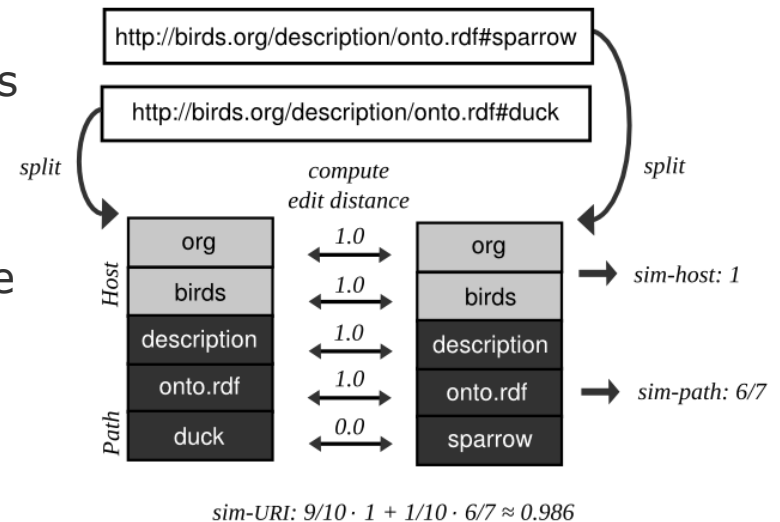 http://birds.org/description/onto.rdf#sparrow
s
http://birds.org/description/onto.rdf#duck
split
compute
edit distance
split
e
Host
org
1.0
org
birds
1.0
birds
sim-host: 1
Path
description
1.0
description
onto.rdf
1.0
onto.rdf
sim-path: 6/7
duck
0.0
sparrow
sim-URI: 9/10 · 1 + 1/10 · 6/7 ≈ 0.986